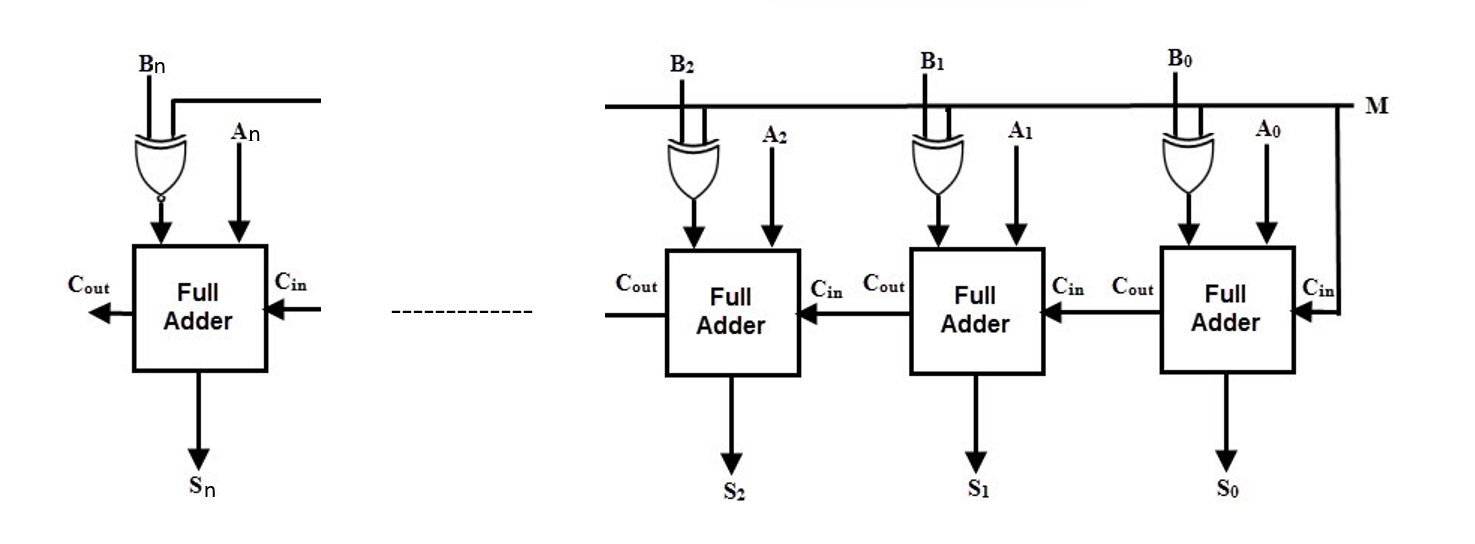 Bn
B2
B1
B0
M
An
A2
A1
A0
Cout
Full
Adder
Cin
Cout
Full
Adder
Cin
Cout
Full
Adder
Cin
Cout
Full
Adder
Cin
Sn
S2
S1
S0